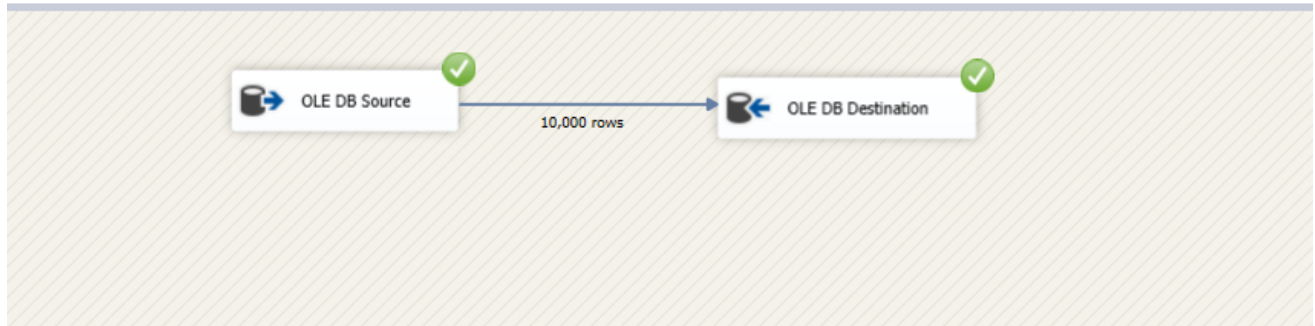 OLE DB Source
10,000 rows
OLE DB Destination